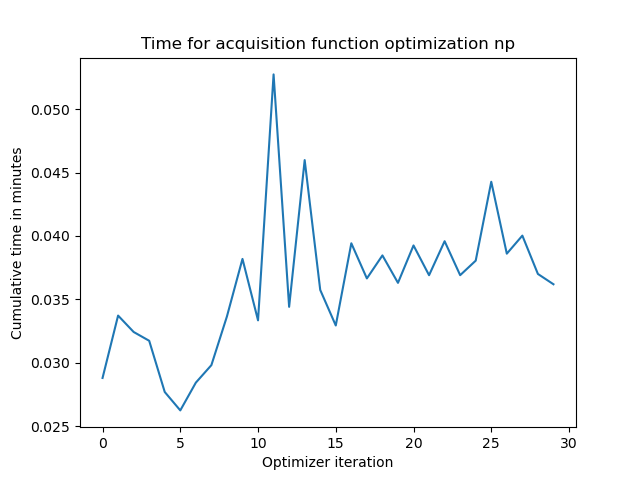 Time for acquisition function optimization np
Cumulative time in minutes
0.050
0.045
0.040
0.035
0.030
0.025
0 5 10 15 20 25 30
Optimizer iteration